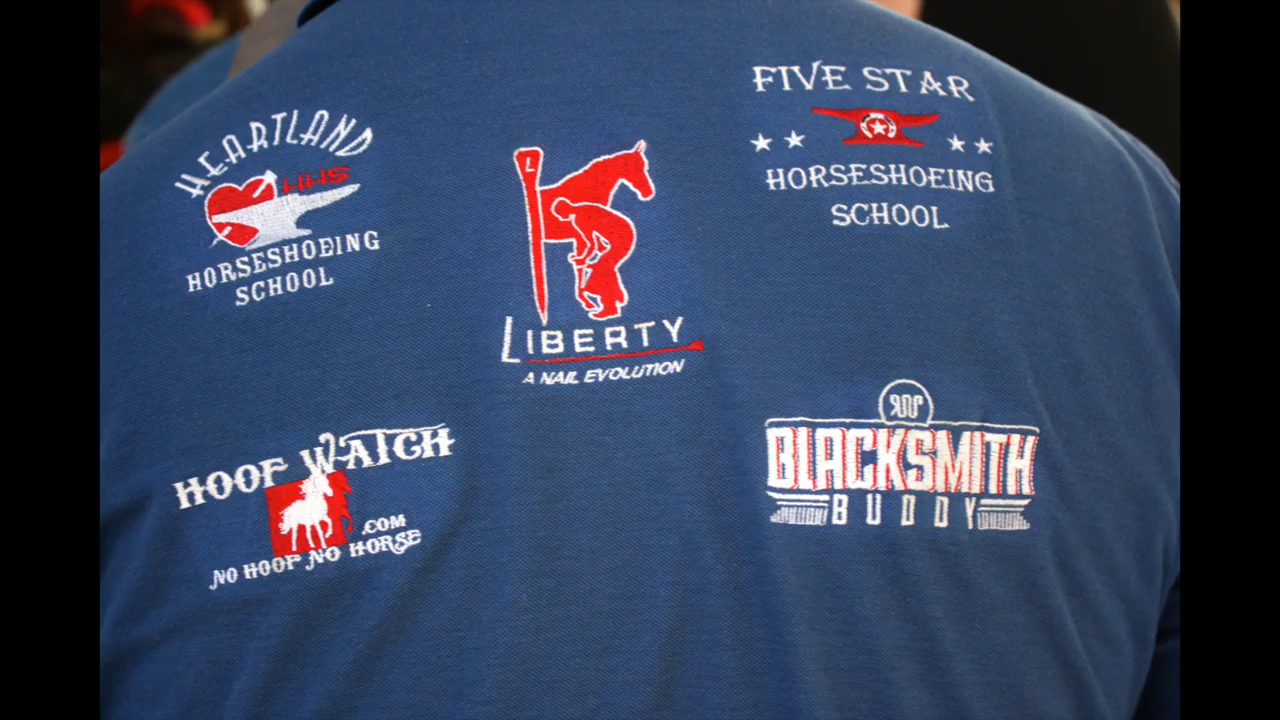 HEARTLAND
HHS
HORSESHOEING
SCHOOL
L
LIBERTY
A NAIL EVOLUTION
FIVE STAR
HORSESHOEING
SCHOOL
HOOF WATCH
.COM
NO HOOF NO HORSE
BLACKSMITH
BUDDY